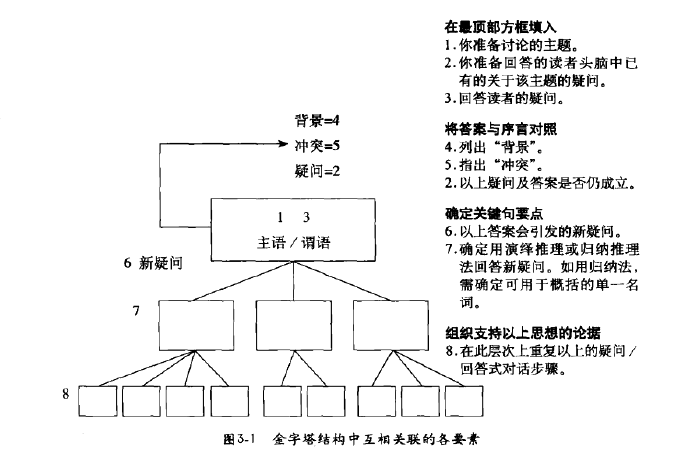 背景=4
冲突=5
疑问=2
1 3
主语/谓语
6 新疑问
7
8
在最顶部方框填入
1.你准备讨论的主题。
2.你准备回答的读者头脑中已
有的关于该主题的疑问。
3.回答读者的疑问。
将答案与序言对照
4.列出“背景”。
5.指出“冲突”。
2.以上疑问及答案是否仍成立。
确定关键句要点
6.以上答案会引发的新疑问。
7.确定用演绎推理或归纳推理
法回答新疑问。如用归纳法,
需确定可用于概括的单一名
词。
组织支持以上思想的论据
8.在此层次上重复以上的疑问/
回答式对话步骤。
图3-1 金字塔结构中互相关联的各要素